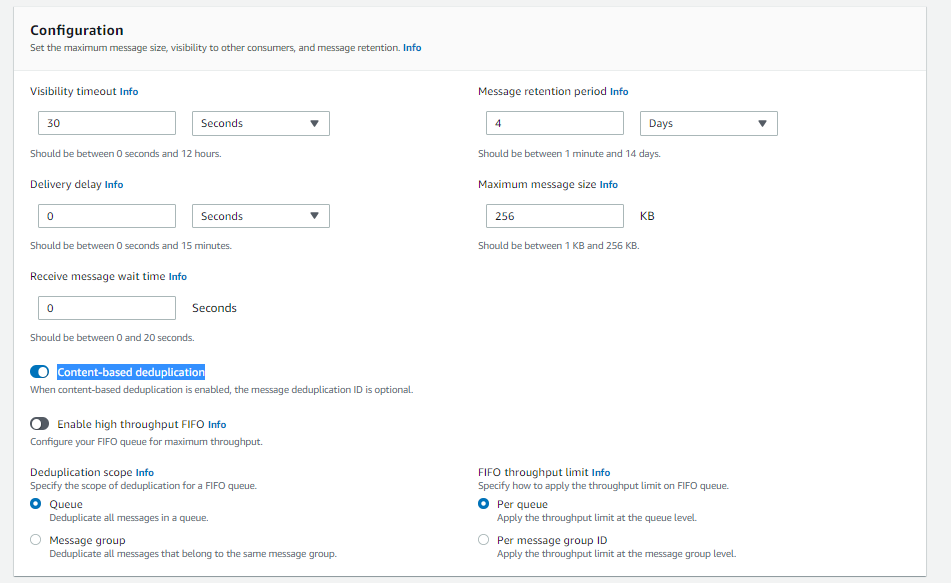 Configuration
Set the maximum message size, visibility to other consumers, and message retention. Info
Visibility timeout Info
30
Seconds
Should be between 0 seconds and 12 hours.
Message retention period Info
4
Days
Should be between 1 minute and 14 days.
Delivery delay Info
0
Seconds
Should be between 0 seconds and 15 minutes.
Maximum message size Info
256
KB
Should be between 1 KB and 256 KB.
Receive message wait time Info
0
Seconds
Should be between 0 and 20 seconds.
Content-based deduplication
When content-based deduplication is enabled, the message deduplication ID is optional.
Enable high throughput FIFO Info
Configure your FIFO queue for maximum throughput.
Deduplication scope Info
Specify the scope of deduplication for a FIFO queue.
Queue
Deduplicate all messages in a queue.
Message group
Deduplicate all messages that belong to the same message group.
FIFO throughput limit Info
Specify how to apply the throughput limit on FIFO queue.
Per queue
Apply the throughput limit at the queue level.
Per message group ID
Apply the throughput limit at the message group level.